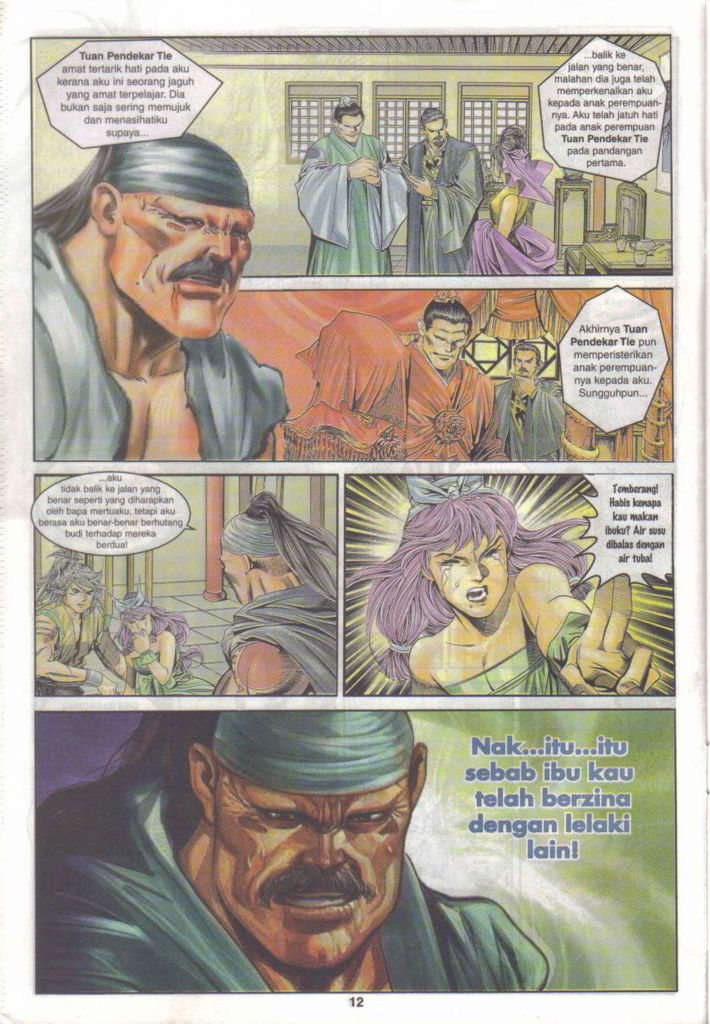 Tuan Pendekar Tie
amat tertarik hati pada aku
kerana aku ini seorang jaguh
yang amat terpelajar. Dia
bukan saja sering memujuk
dan menasihatiku
supaya...
...balik ke
jalan yang benar,
malahan dia juga telah
memperkenalkan aku
kepada anak perempuan-
nya. Aku telah jatuh hati
pada anak perempuan
Tuan Pendekar Tie
pada pandangan
pertama.
Akhirnya Tuan
Pendekar Tie pun
memperisterikan
anak perempuan-
nya kepada aku.
Sungguhpun...
...aku
tidak balik ke jalan yang
benar seperti yang diharapkan
oleh bapa mertuaku, tetapi aku
berasa aku benar-benar berhutang
budi terhadap mereka
berdua!
Temberang!
Habis kenapa
kau makan
ibuku? Air susu
dibalas dengan
air tuba!
Nak...itu...itu
sebab ibu kau
telah berzina
dengan lelaki
lain!
12